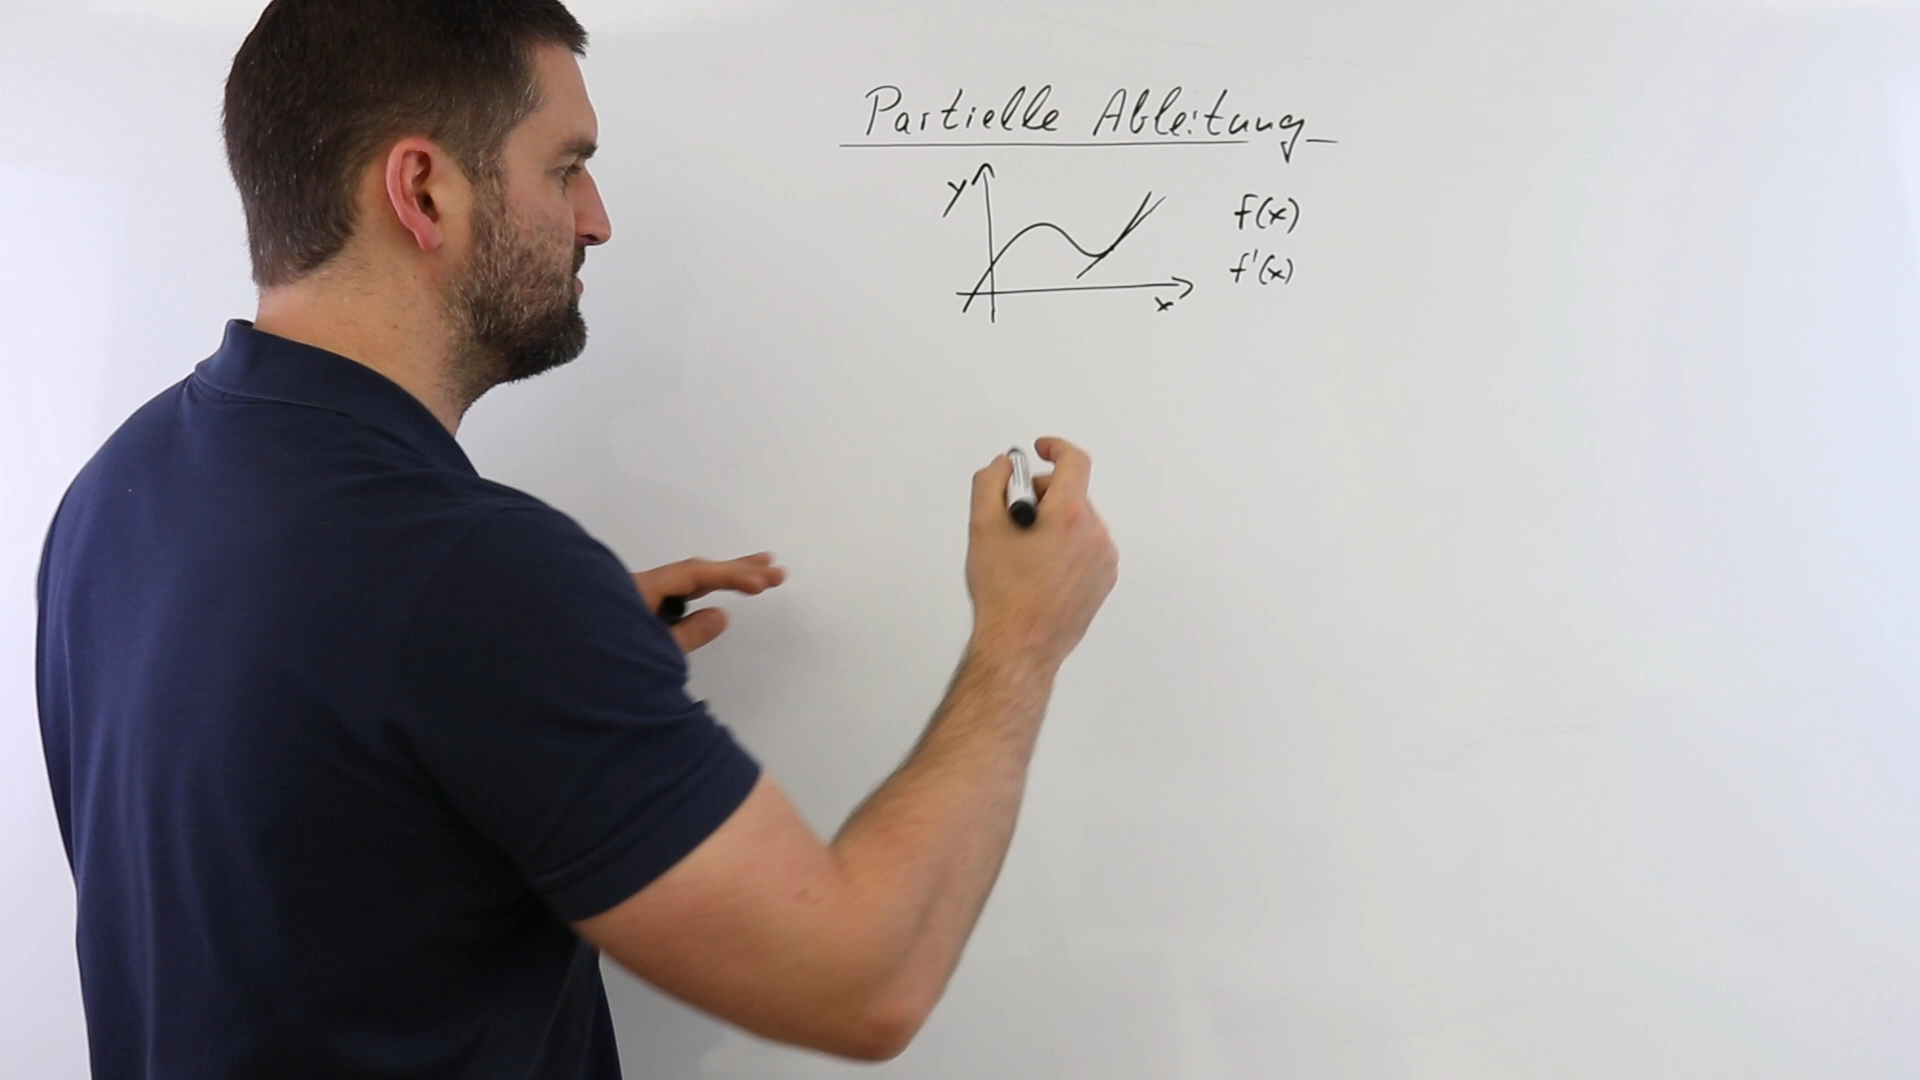 Partielle Ableitung
y
f(x)
f'(x)
x